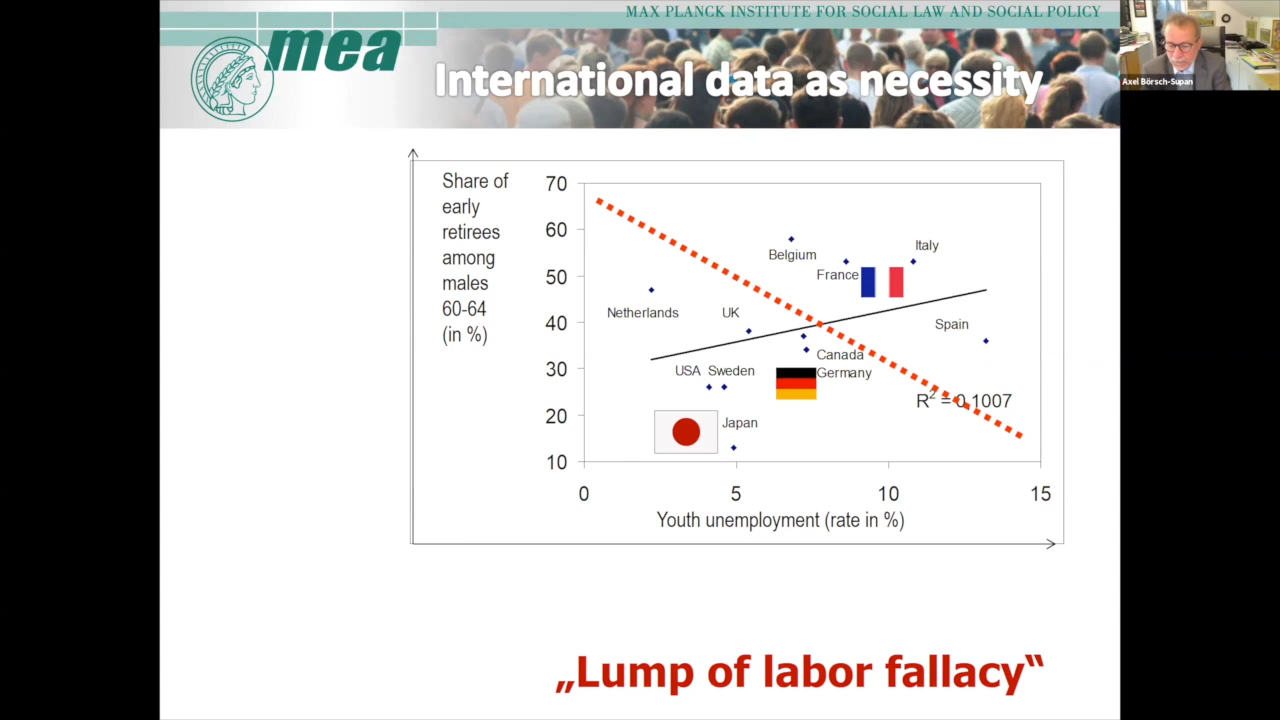 MAX PLANCK INSTITUTE FOR SOCIAL LAW AND SOCIAL POLICY
mea
International data as necessity
Axel Börsch-Supan
Share of
early
retirees
among
males
60-64
(in %)
70
60
50
40
30
20
10
Italy
Belgium
France
Netherlands
UK
Spain
Canada
USA Sweden
Germany
R² = 0.1007
Japan
0 5 10 15
Youth unemployment (rate in %)
„Lump of labor fallacy“